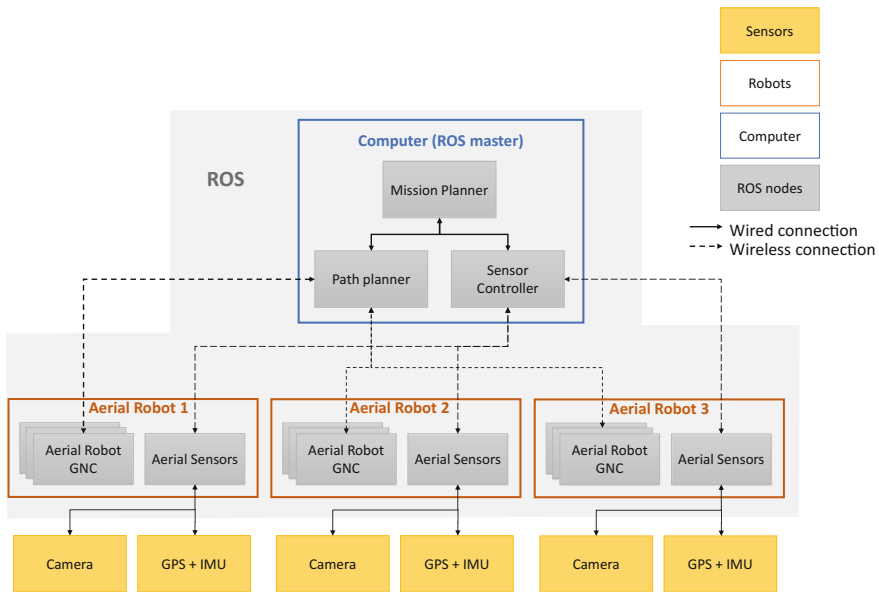 Sensors
Robots
Computer
ROS nodes
Wired connection
Wireless connection
ROS
Computer (ROS master)
Mission Planner
Path planner
Sensor
Controller
Aerial Robot 1
Aerial Robot
GNC
Aerial Sensors
Aerial Robot 2
Aerial Robot
GNC
Aerial Sensors
Aerial Robot 3
Aerial Robot
GNC
Aerial Sensors
Camera
GPS + IMU
Camera
GPS + IMU
Camera
GPS + IMU